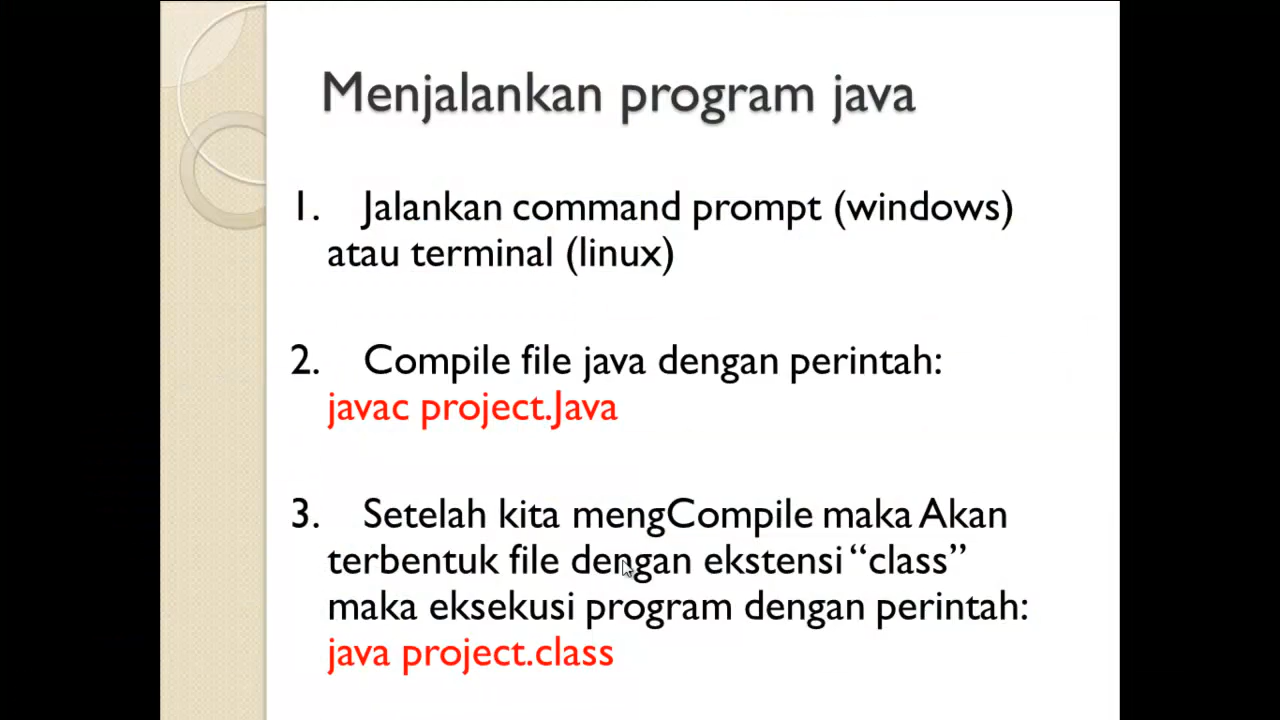 Menjalankan program java
1. Jalankan command prompt (windows)
atau terminal (linux)
2. Compile file java dengan perintah:
javac project.Java
3. Setelah kita mengCompile maka Akan
terbentuk file dengan ekstensi “class”
maka eksekusi program dengan perintah:
java project.class